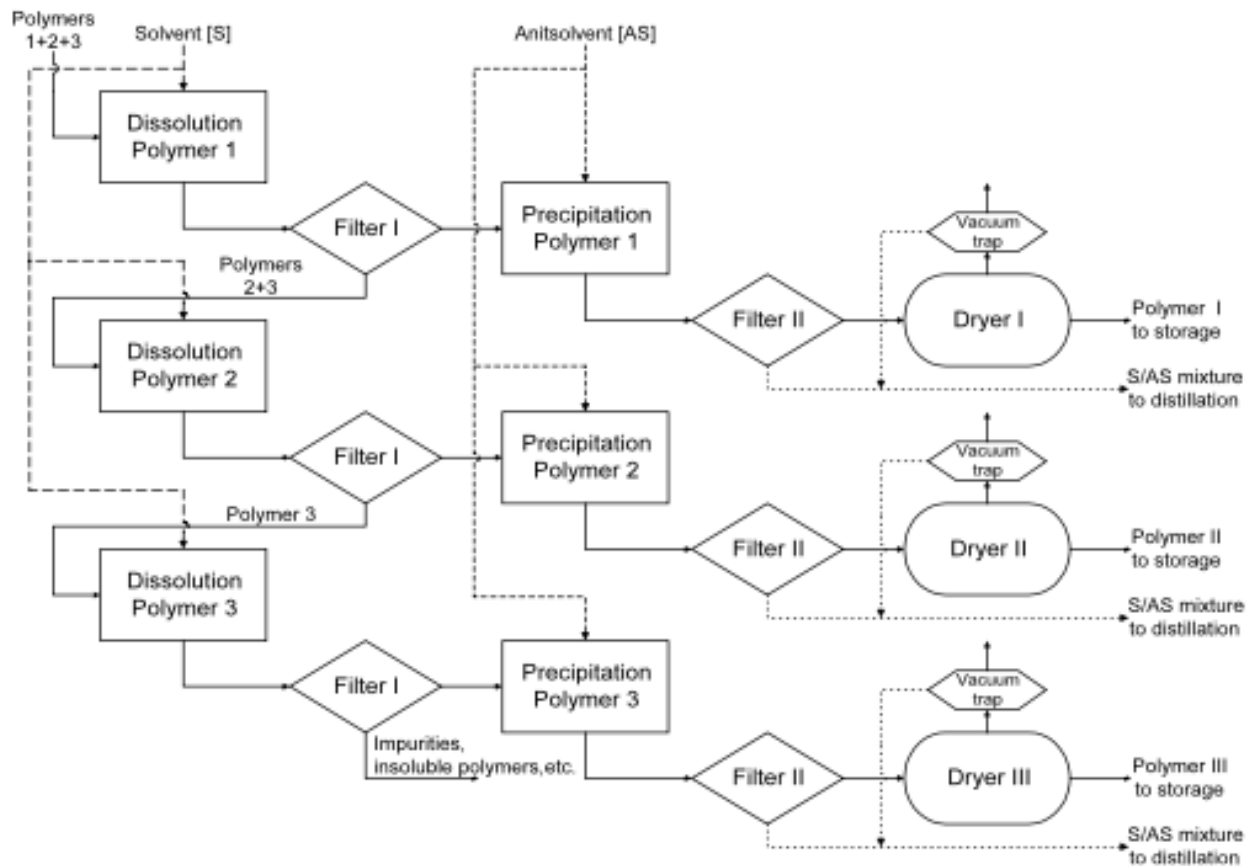 Polymers
1+2+3
Solvent [S]
Anitsolvent [AS]
Dissolution
Polymer 1
Filter I
Precipitation
Polymer 1
Vacuum
trap
Polymers
2+3
Filter II
Dryer I
Polymer I
to storage
S/AS mixture
to distillation
Dissolution
Polymer 2
Filter I
Precipitation
Polymer 2
Vacuum
trap
Polymer 3
Filter II
Dryer II
Polymer II
to storage
S/AS mixture
to distillation
Dissolution
Polymer 3
Filter I
Precipitation
Polymer 3
Vacuum
trap
Impurities,
insoluble polymers,etc.
Filter II
Dryer III
Polymer III
to storage
S/AS mixture
to distillation